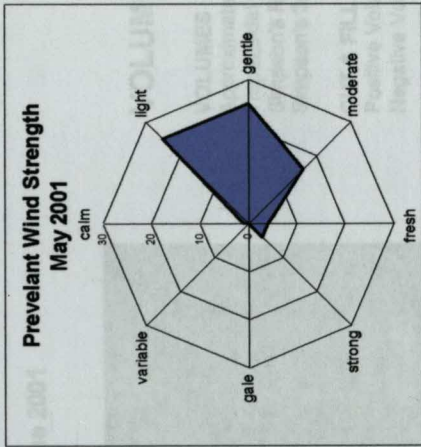 Prevelant Wind Strength
May 2001
calm
light
gentle
moderate
fresh
strong
gale
variable
30
20
10
0